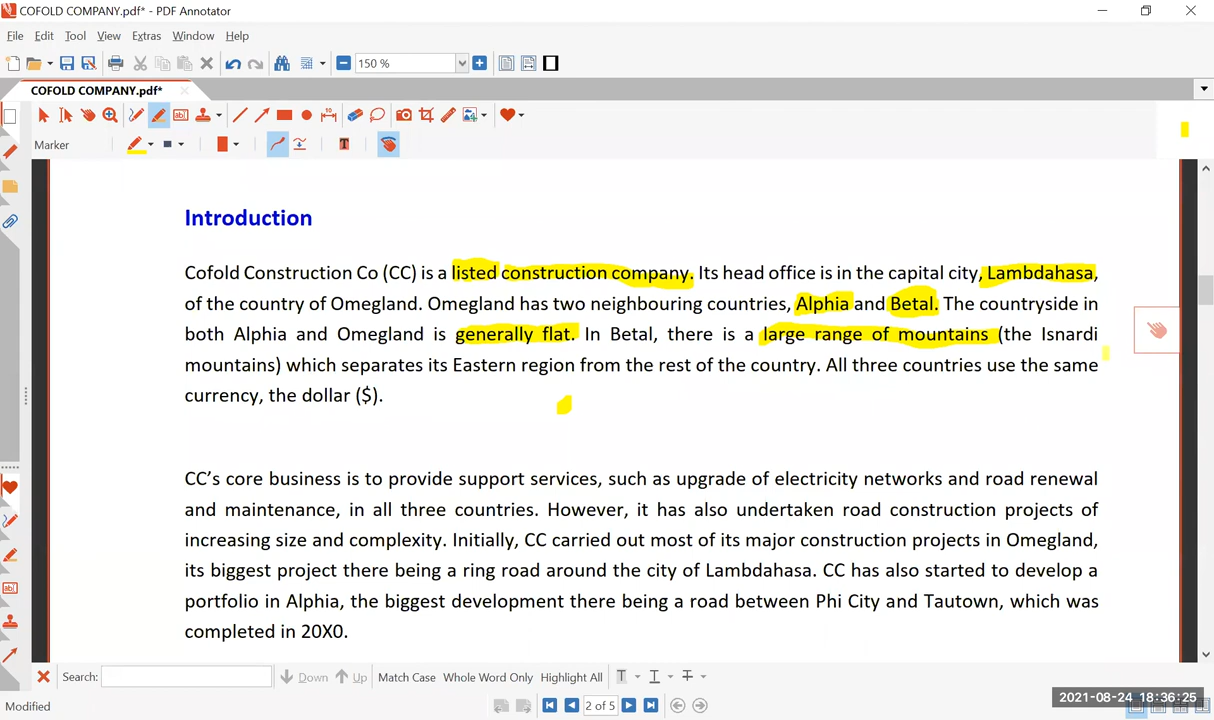 COFOLD COMPANY.pdf* - PDF Annotator
File Edit Tool View Extras Window Help
150 %
COFOLD COMPANY.pdf*
Marker
Introduction
Cofold Construction Co (CC) is a listed construction company. Its head office is in the capital city, Lambdahasa,
of the country of Omegland. Omegland has two neighbouring countries, Alphia and Betal. The countryside in
both Alphia and Omegland is generally flat. In Betal, there is a large range of mountains (the Isnardi
mountains) which separates its Eastern region from the rest of the country. All three countries use the same
currency, the dollar ($).
CC’s core business is to provide support services, such as upgrade of electricity networks and road renewal
and maintenance, in all three countries. However, it has also undertaken road construction projects of
increasing size and complexity. Initially, CC carried out most of its major construction projects in Omegland,
its biggest project there being a ring road around the city of Lambdahasa. CC has also started to develop a
portfolio in Alphia, the biggest development there being a road between Phi City and Tautown, which was
completed in 20X0.
Search: Down Up Match Case Whole Word Only Highlight All
2 of 5
Modified
2021-08-24 18:36:25